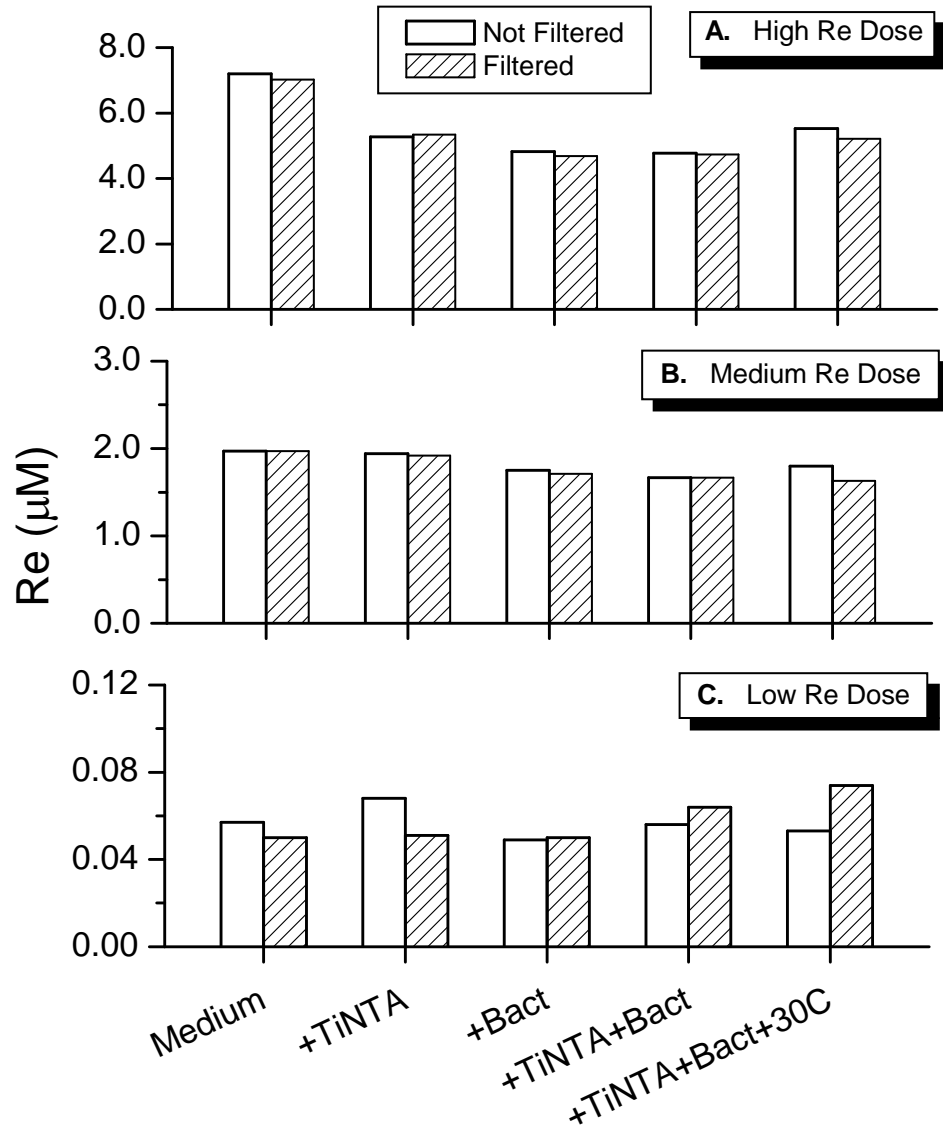 Not Filtered
Filtered
A. High Re Dose
8.0
6.0
4.0
2.0
0.0
B. Medium Re Dose
3.0
2.0
1.0
0.0
Re (μM)
C. Low Re Dose
0.12
0.08
0.04
0.00
Medium
+TiNTA
+Bact
+TiNTA+Bact
+TiNTA+Bact+30C